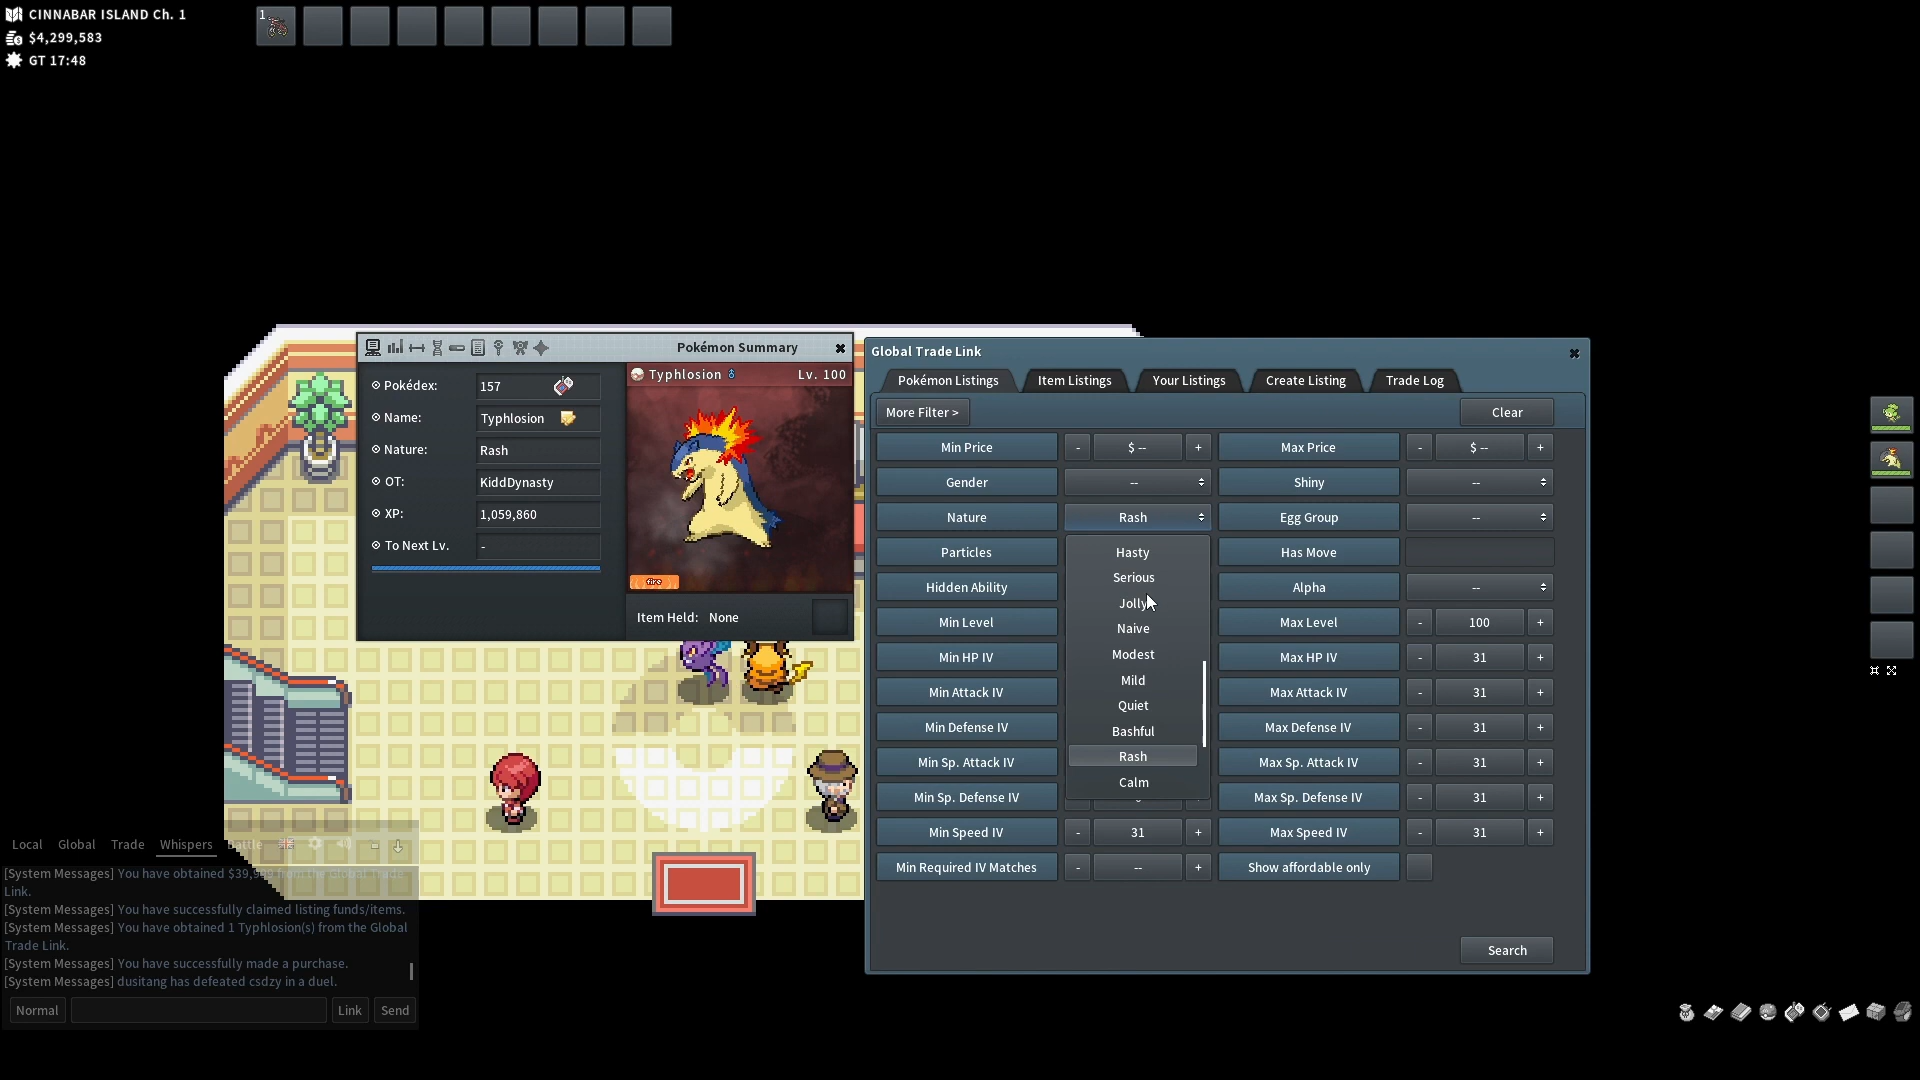 CINNABAR ISLAND Ch. 1
$4,299,583
GT 17:48
1
Pokémon Summary
Pokédex: 157
Name: Typhlosion
Nature: Rash
OT: KiddDynasty
XP: 1,059,860
To Next Lv. -
Typhlosion Lv. 100
fire
Item Held: None
Global Trade Link
Pokémon Listings Item Listings Your Listings Create Listing Trade Log
More Filter > Clear
Min Price - $ -- + Max Price - $ -- +
Gender -- Shiny --
Nature Rash Egg Group --
Particles Has Move
Hidden Ability Alpha --
Min Level Max Level - 100 +
Min HP IV Max HP IV - 31 +
Min Attack IV Max Attack IV - 31 +
Min Defense IV Max Defense IV - 31 +
Min Sp. Attack IV Max Sp. Attack IV - 31 +
Min Sp. Defense IV Max Sp. Defense IV - 31 +
Min Speed IV - 31 + Max Speed IV - 31 +
Min Required IV Matches - -- + Show affordable only
Hasty
Serious
Jolly
Naive
Modest
Mild
Quiet
Bashful
Rash
Calm
Search
Local Global Trade Whispers Battle
[System Messages] You have obtained from the Global Trade
Link.
[System Messages] You have successfully claimed listing funds/items.
[System Messages] You have obtained 1 Typhlosion(s) from the Global
Trade Link.
[System Messages] You have successfully made a purchase.
[System Messages] dusitang has defeated csdzy in a duel.
Normal Link Send